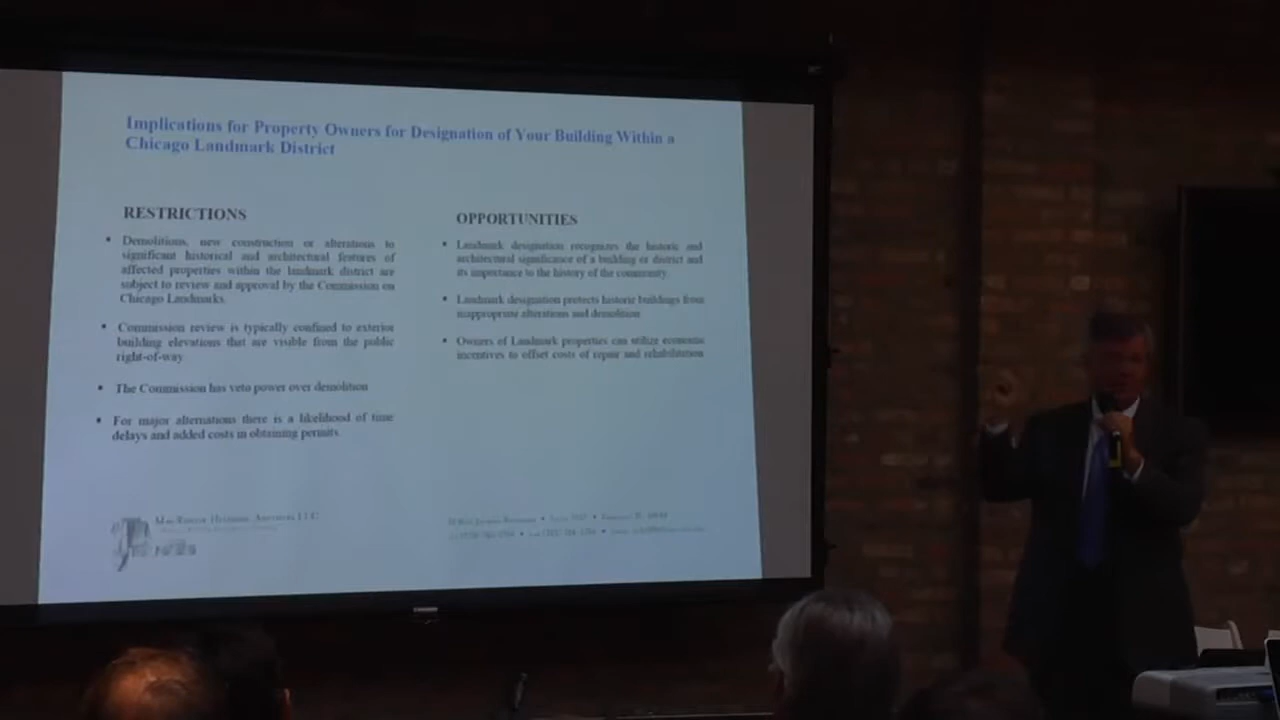 Implications for Property Owners for Designation of Your Building Within a
Chicago Landmark District
RESTRICTIONS
• Demolitions, new construction or alterations to
significant historical and architectural features of
affected properties within the landmark district are
subject to review and approval by the Commission on
Chicago Landmarks.
• Commission review is typically confined to exterior
building elevations that are visible from the public
right-of-way
• The Commission has veto power over demolition
• For major alternations there is a likelihood of time
delays and added costs in obtaining permits.
OPPORTUNITIES
• Landmark designation recognizes the historic and
architectural significance of a building or district and
its importance to the history of the community.
• Landmark designation protects historic buildings from
inappropriate alterations and demolition
• Owners of Landmark properties can utilize economic
incentives to offset costs of repair and rehabilitation